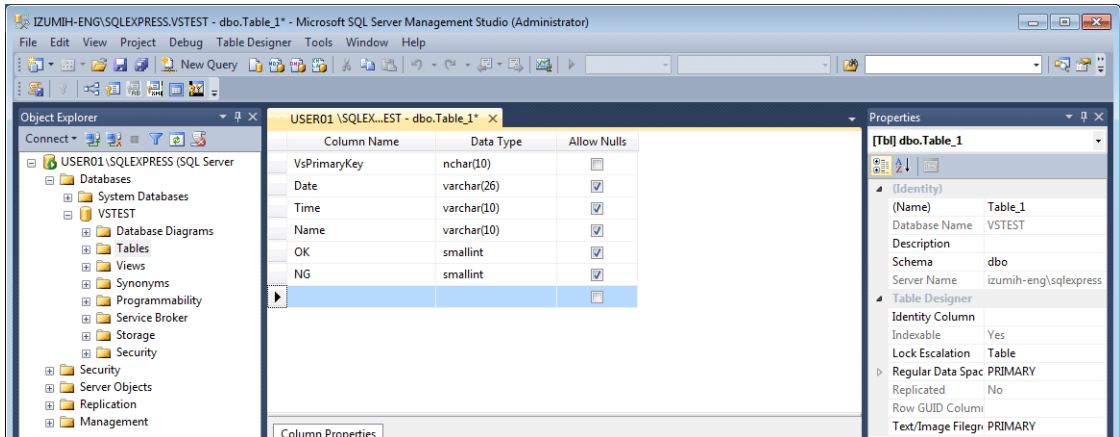 IZUMIH-ENG\SQLEXPRESS.VSTEST - dbo.Table_1* - Microsoft SQL Server Management Studio (Administrator)
File Edit View Project Debug Table Designer Tools Window Help
New Query
Object Explorer
Connect
USER01\SQLEXPRESS (SQL Server
Databases
System Databases
VSTEST
Database Diagrams
Tables
Views
Synonyms
Programmability
Service Broker
Storage
Security
Security
Server Objects
Replication
Management
USER01 \SQLEX...EST - dbo.Table_1*
Column Name Data Type Allow Nulls
VsPrimaryKey nchar(10)
Date varchar(26)
Time varchar(10)
Name varchar(10)
OK smallint
NG smallint
Column Properties
Properties
[Tbl] dbo.Table_1
(Identity)
(Name) Table_1
Database Name VSTEST
Description
Schema dbo
Server Name izumih-eng\sqlexpress
Table Designer
Identity Column
Indexable Yes
Lock Escalation Table
Regular Data Spac PRIMARY
Replicated No
Row GUID Colum
Text/Image Filegr PRIMARY